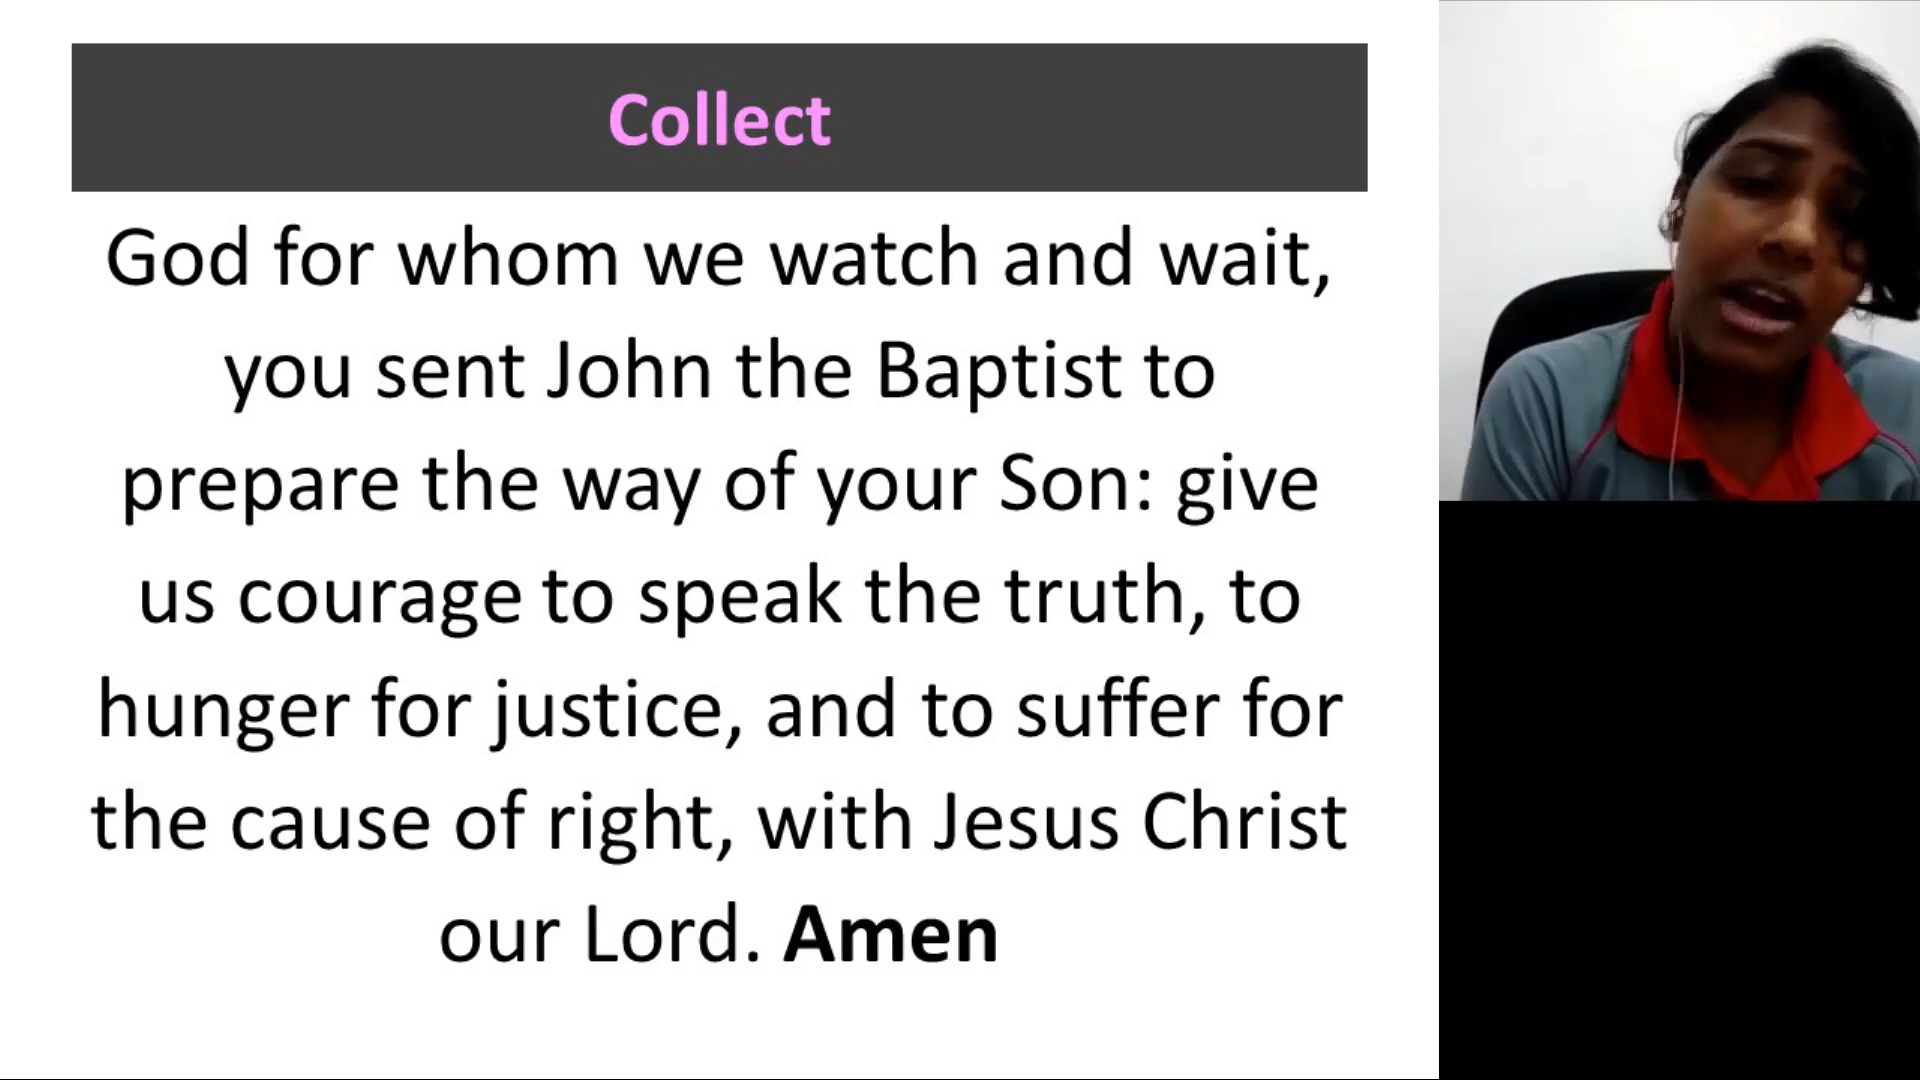 Collect
God for whom we watch and wait,
you sent John the Baptist to
prepare the way of your Son: give
us courage to speak the truth, to
hunger for justice, and to suffer for
the cause of right, with Jesus Christ
our Lord. Amen